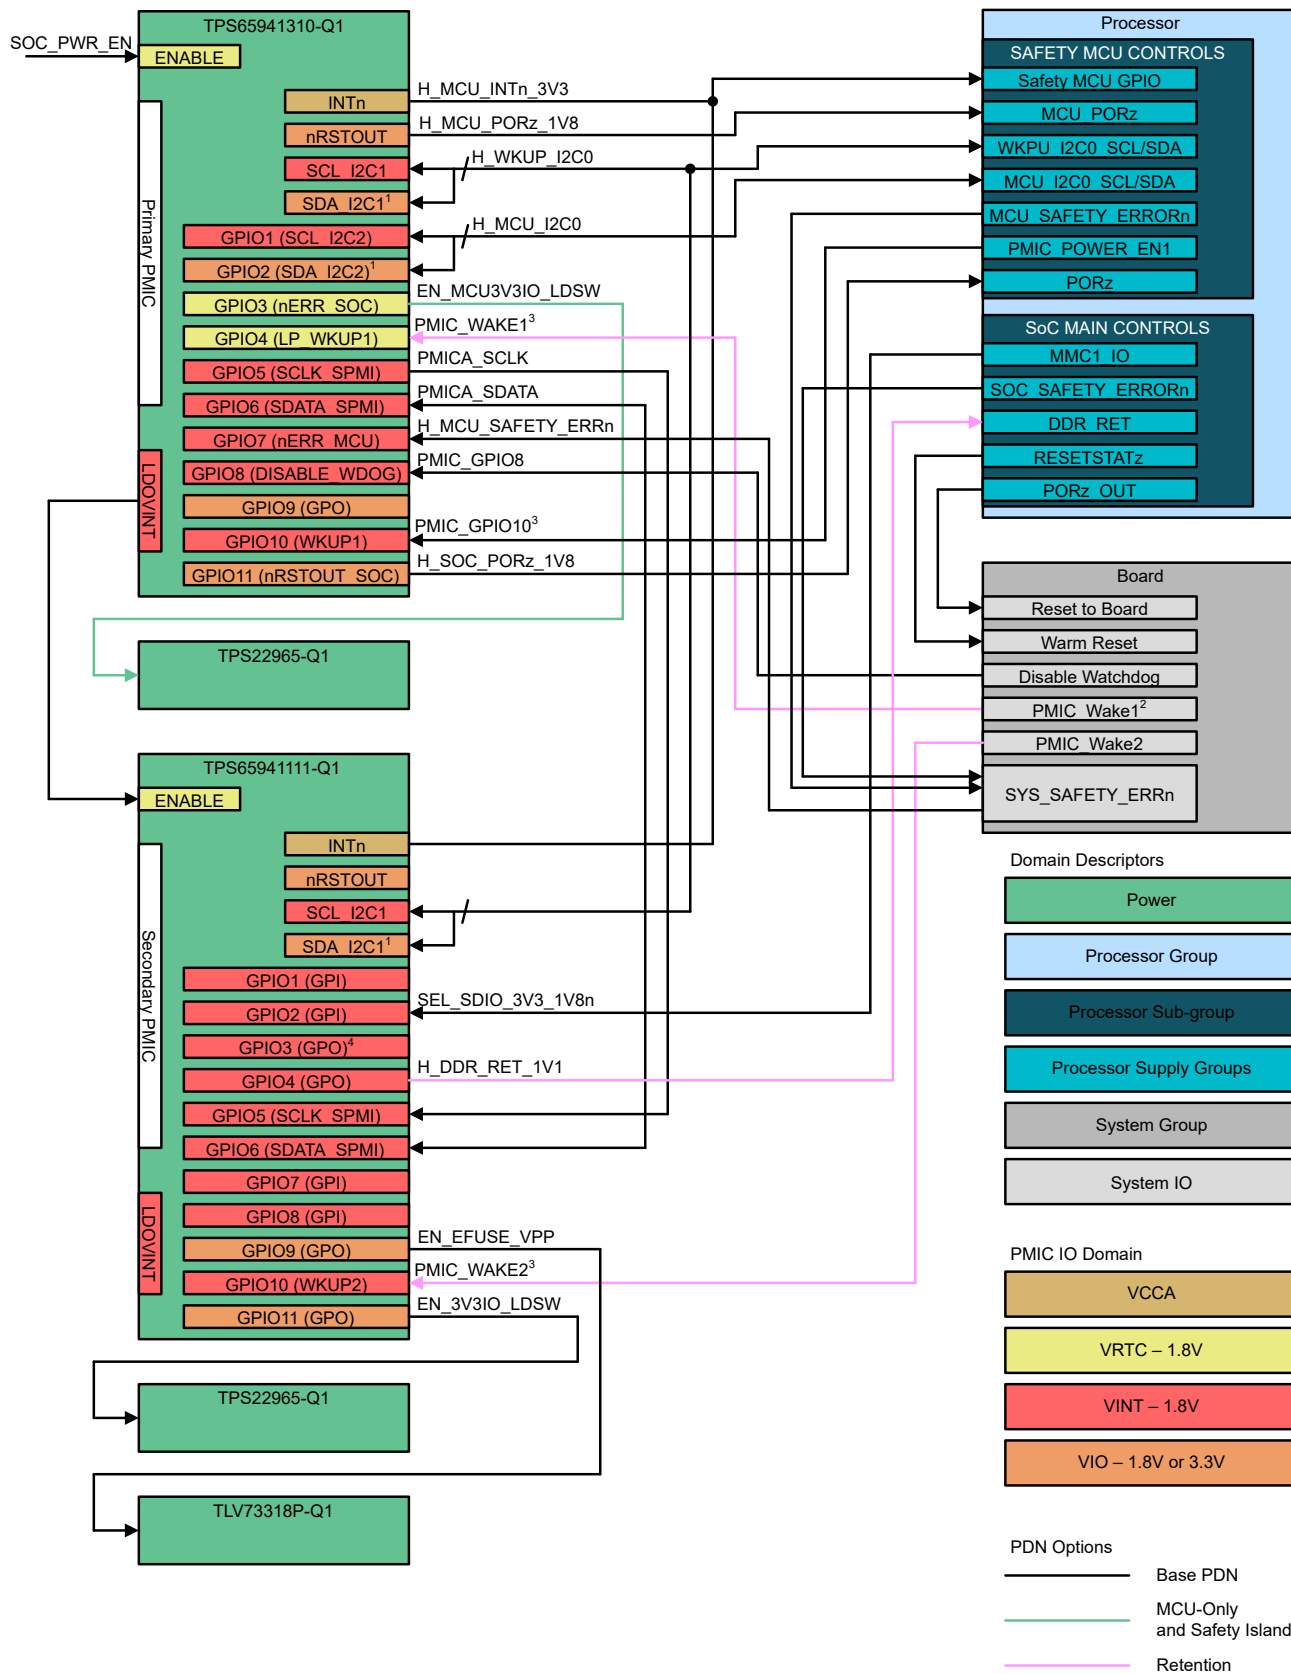 SOC_PWR_EN
TPS65941310-Q1
ENABLE
Primary PMIC
LDOVINT
INTn
nRSTOUT
SCL_I2C1
SDA_I2C1¹
GPIO1 (SCL_I2C2)
GPIO2 (SDA_I2C2)¹
GPIO3 (nERR_SOC)
GPIO4 (LP_WKUP1)
GPIO5 (SCLK_SPMI)
GPIO6 (SDATA_SPMI)
GPIO7 (nERR_MCU)
GPIO8 (DISABLE_WDOG)
GPIO9 (GPO)
GPIO10 (WKUP1)
GPIO11 (nRSTOUT_SOC)
H_MCU_INTn_3V3
H_MCU_PORz_1V8
H_WKUP_I2C0
H_MCU_I2C0
EN_MCU3V3IO_LDSW
PMIC_WAKE1³
PMICA_SCLK
PMICA_SDATA
H_MCU_SAFETY_ERRn
PMIC_GPIO8
PMIC_GPIO10³
H_SOC_PORz_1V8
TPS22965-Q1
TPS65941111-Q1
ENABLE
Secondary PMIC
LDOVINT
INTn
nRSTOUT
SCL_I2C1
SDA_I2C1¹
GPIO1 (GPI)
GPIO2 (GPI)
GPIO3 (GPO)⁴
GPIO4 (GPO)
GPIO5 (SCLK_SPMI)
GPIO6 (SDATA_SPMI)
GPIO7 (GPI)
GPIO8 (GPI)
GPIO9 (GPO)
GPIO10 (WKUP2)
GPIO11 (GPO)
SEL_SDIO_3V3_1V8n
H_DDR_RET_1V1
EN_EFUSE_VPP
PMIC_WAKE2³
EN_3V3IO_LDSW
TPS22965-Q1
TLV73318P-Q1
Processor
SAFETY MCU CONTROLS
Safety MCU GPIO
MCU_PORz
WKPU_I2C0_SCL/SDA
MCU_I2C0_SCL/SDA
MCU_SAFETY_ERRORn
PMIC_POWER_EN1
PORz
SoC MAIN CONTROLS
MMC1_IO
SOC_SAFETY_ERRORn
DDR_RET
RESETSTATz
PORz_OUT
Board
Reset to Board
Warm Reset
Disable Watchdog
PMIC_Wake1²
PMIC_Wake2
SYS_SAFETY_ERRn
Domain Descriptors
Power
Processor Group
Processor Sub-group
Processor Supply Groups
System Group
System IO
PMIC IO Domain
VCCA
VRTC – 1.8V
VINT – 1.8V
VIO – 1.8V or 3.3V
PDN Options
Base PDN
MCU-Only
and Safety Island
Retention